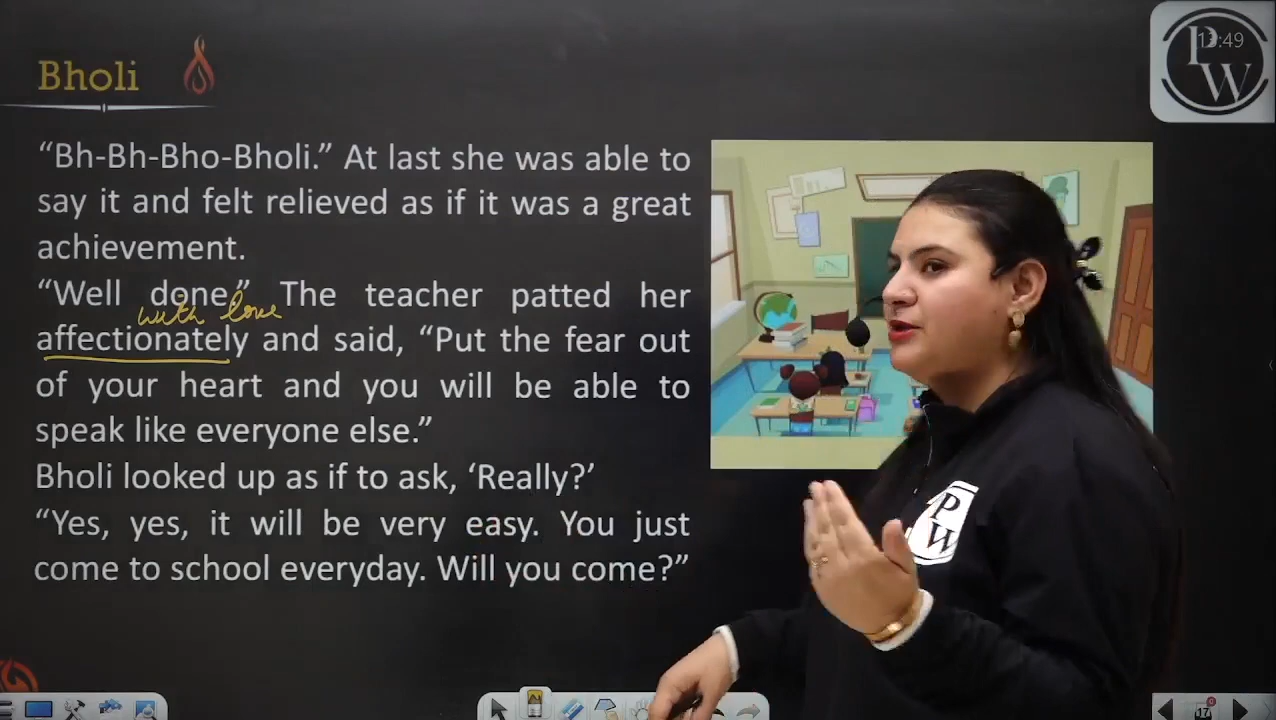 Bholi
13:49
PW
“Bh-Bh-Bho-Bholi.” At last she was able to
say it and felt relieved as if it was a great
achievement.
“Well done.” The teacher patted her
with love
affectionately and said, “Put the fear out
of your heart and you will be able to
speak like everyone else.”
Bholi looked up as if to ask, ‘Really?’
“Yes, yes, it will be very easy. You just
come to school everyday. Will you come?”
PW
17